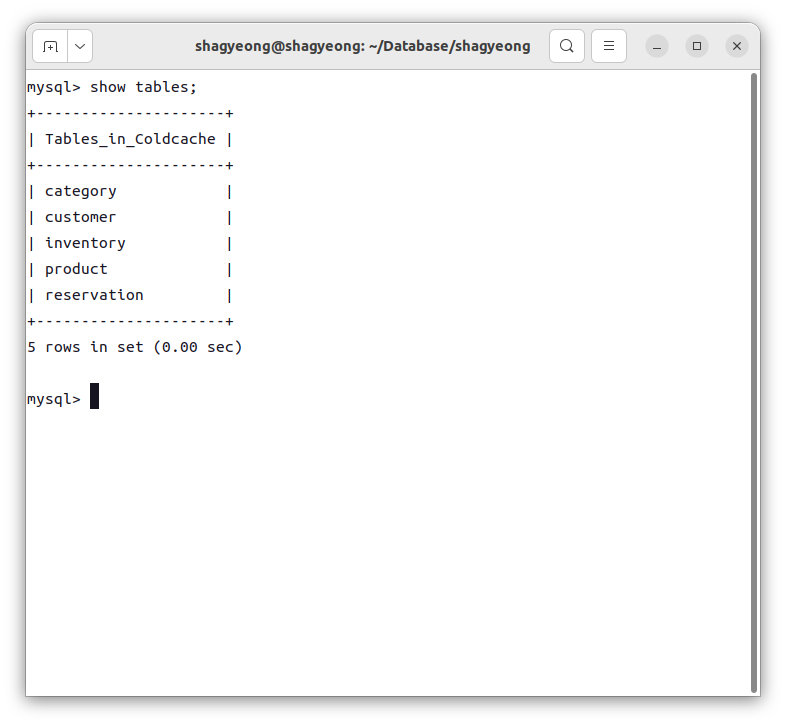 shagyeong@shagyeong: ~/Database/shagyeong
mysql> show tables;
+---------------------+
| Tables_in_Coldcache |
+---------------------+
| category            |
| customer            |
| inventory           |
| product             |
| reservation         |
+---------------------+
5 rows in set (0.00 sec)
mysql>